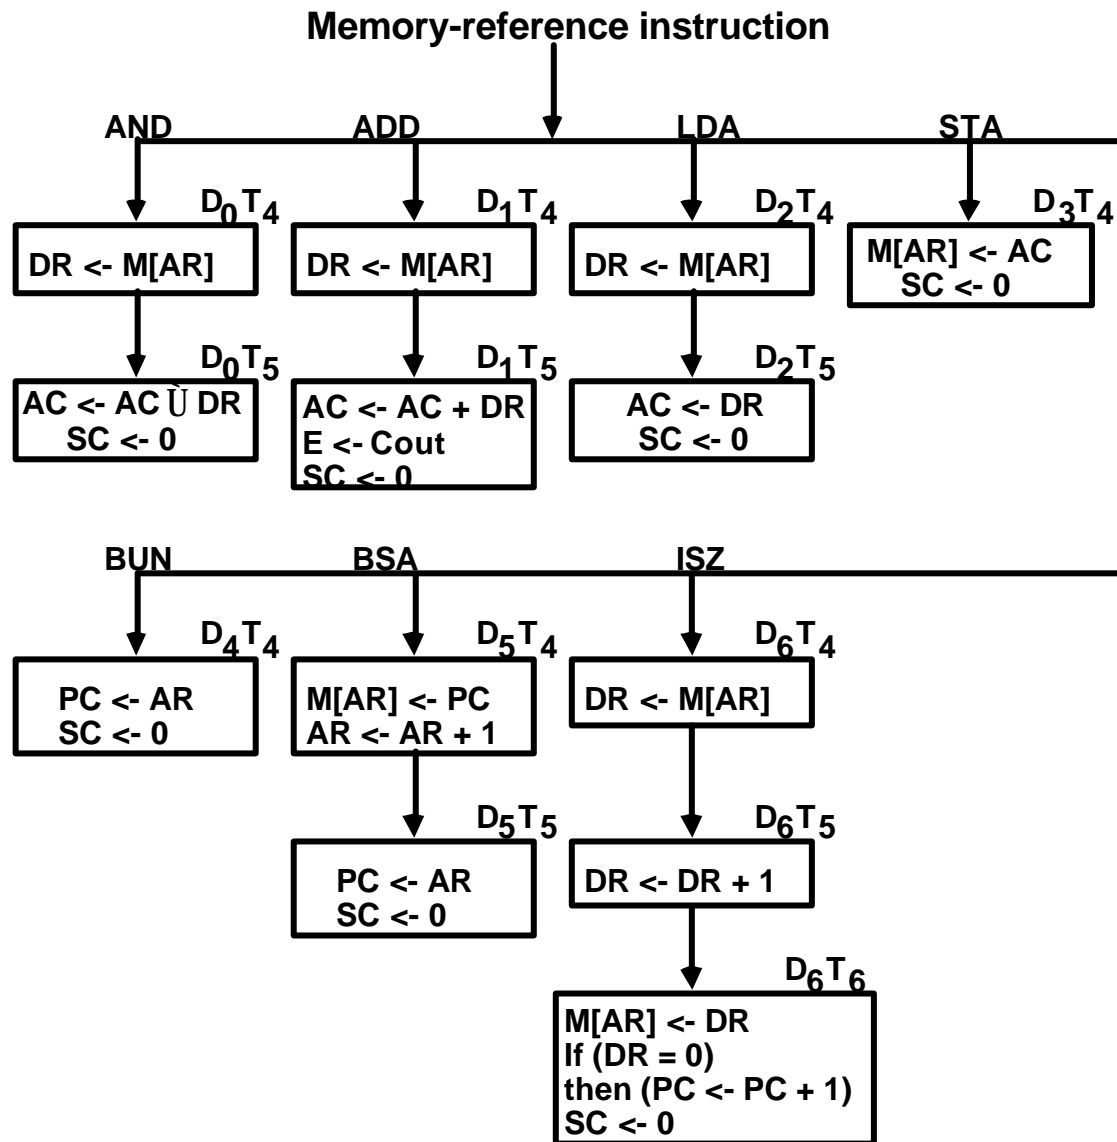 Memory-reference instruction
AND ADD LDA STA
D0T4 D1T4 D2T4 D3T4
DR <- M[AR]
DR <- M[AR]
DR <- M[AR]
M[AR] <- AC
SC <- 0
D0T5 D1T5 D2T5
AC <- AC Ù DR
SC <- 0
AC <- AC + DR
E <- Cout
SC <- 0
AC <- DR
SC <- 0
BUN BSA ISZ
D4T4 D5T4 D6T4
PC <- AR
SC <- 0
M[AR] <- PC
AR <- AR + 1
DR <- M[AR]
D5T5 D6T5
PC <- AR
SC <- 0
DR <- DR + 1
D6T6
M[AR] <- DR
If (DR = 0)
then (PC <- PC + 1)
SC <- 0